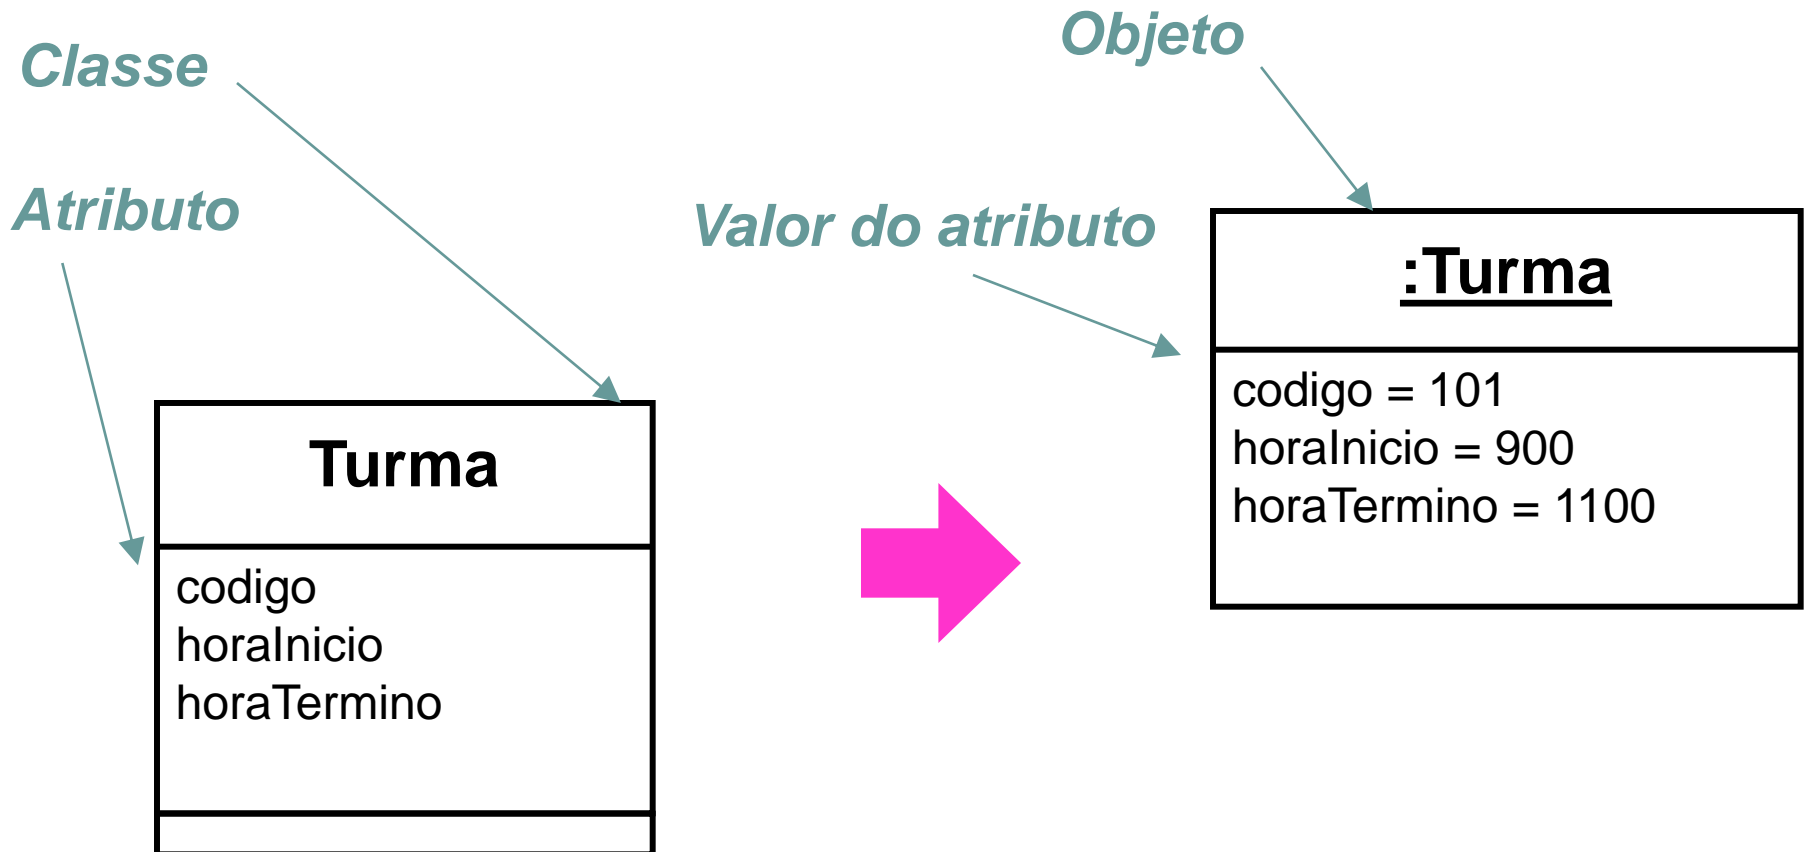 Classe
Atributo
Turma
codigo
horaInicio
horaTermino
Objeto
Valor do atributo
:Turma
codigo = 101
horaInicio = 900
horaTermino = 1100